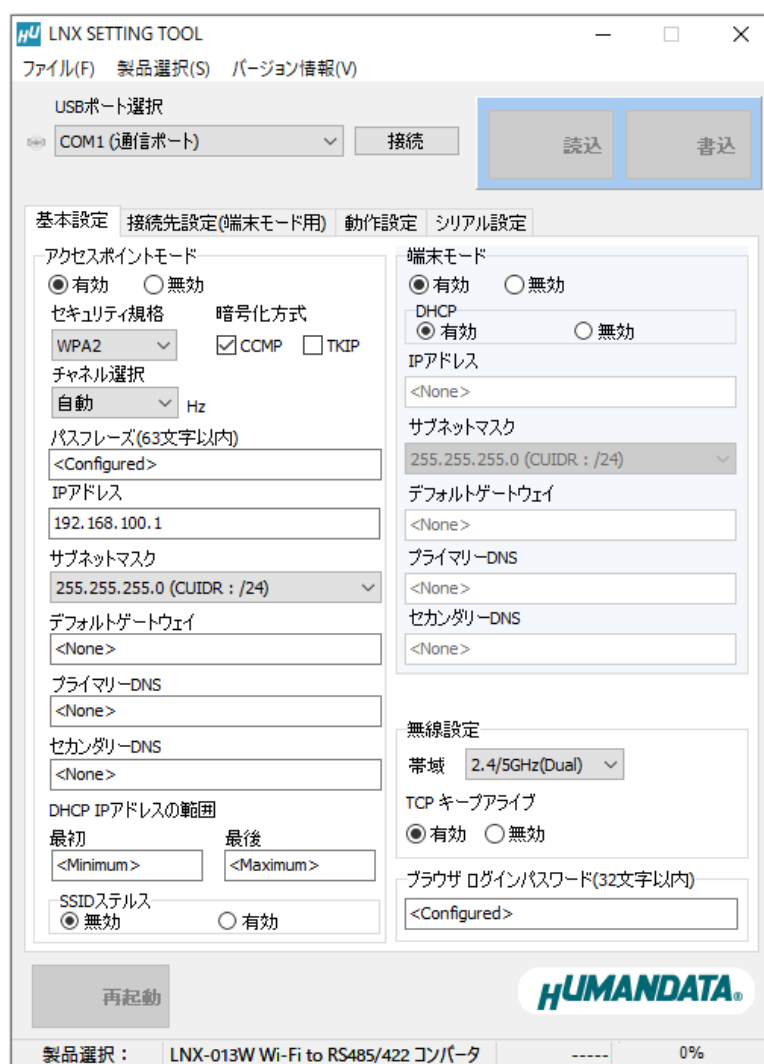 HU LNX SETTING TOOL
ファイル(F) 製品選択(S) バージョン情報(V)
USBポート選択
COM1 (通信ポート) 接続 読込 書込
基本設定 接続先設定(端末モード用) 動作設定 シリアル設定
アクセスポイントモード
有効 無効
セキュリティ規格 暗号化方式
WPA2 CCMP TKIP
チャネル選択
自動 Hz
パスフレーズ(63文字以内)
<Configured>
IPアドレス
192.168.100.1
サブネットマスク
255.255.255.0 (CUIDR : /24)
デフォルトゲートウェイ
<None>
プライマリーDNS
<None>
セカンダリーDNS
<None>
DHCP IPアドレスの範囲
最初 最後
<Minimum> <Maximum>
SSIDステルス
無効 有効
端末モード
有効 無効
DHCP
有効 無効
IPアドレス
<None>
サブネットマスク
255.255.255.0 (CUIDR : /24)
デフォルトゲートウェイ
<None>
プライマリーDNS
<None>
セカンダリーDNS
<None>
無線設定
帯域 2.4/5GHz(Dual)
TCP キープアライブ
有効 無効
ブラウザ ログインパスワード(32文字以内)
<Configured>
再起動
HUMANDATA®
製品選択： LNX-013W Wi-Fi to RS485/422 コンバータ ----- 0%